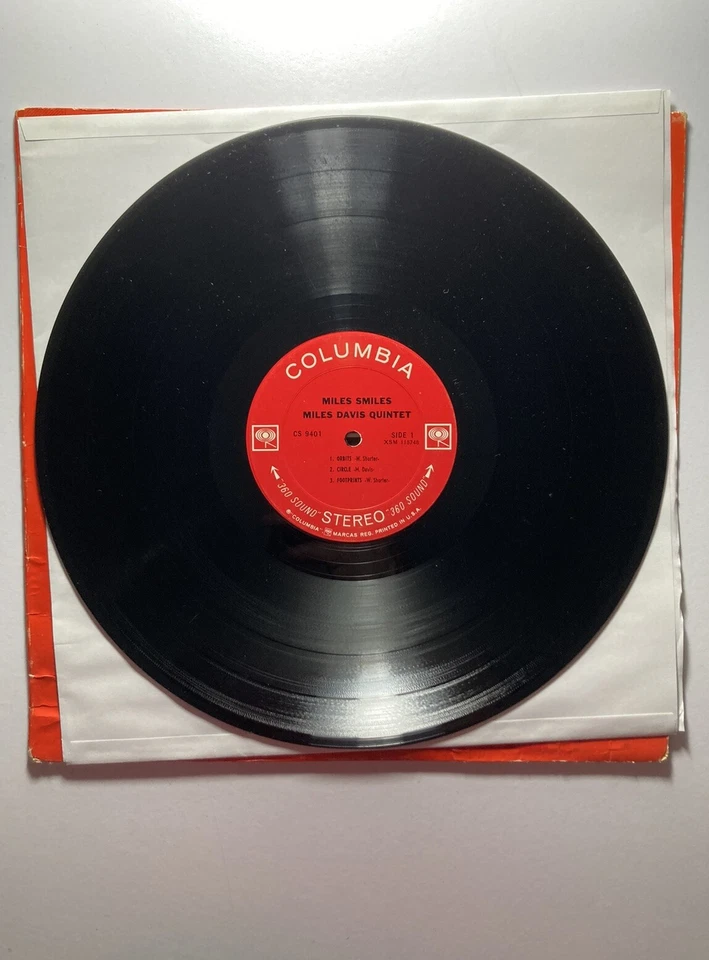 COLUMBIA
MILES SMILES
MILES DAVIS QUINTET
CS 9401
SIDE 1
XSM
1. ORBITS -W. Shorter-
2. CIRCLE -M. Davis-
3. FOOTPRINTS -W. Shorter-
"360 SOUND" STEREO "360 SOUND"
® "COLUMBIA" MARCAS REG. PRINTED IN U.S.A.